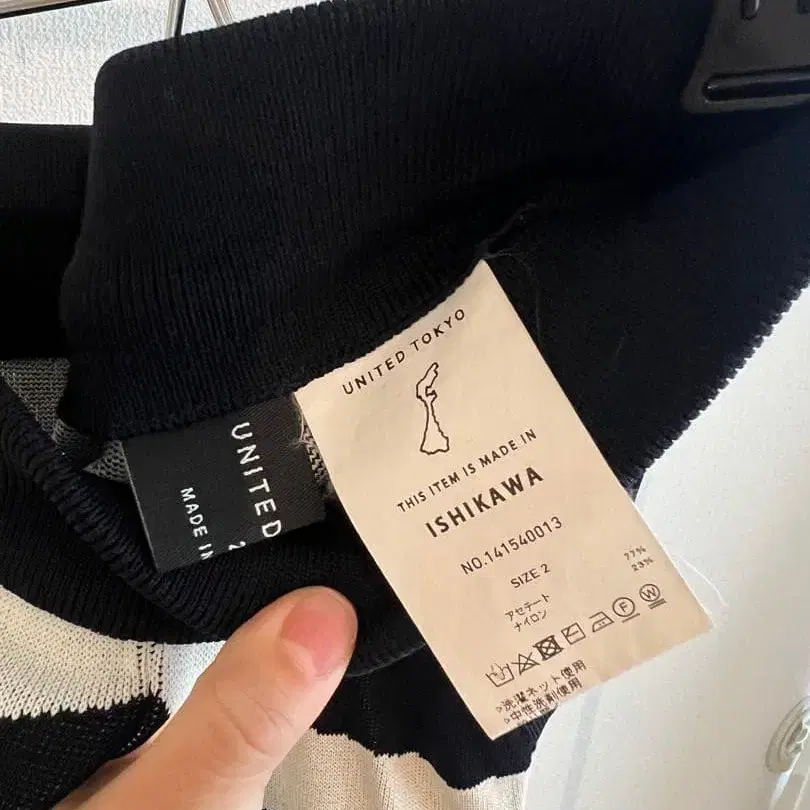 UNITED
2
MADE IN
UNITED TOKYO
THIS ITEM IS MADE IN
ISHIKAWA
NO.141540013
SIZE 2
アセテート 77%
ナイロン 23%
>洗濯ネット使用
>中性洗剤使用